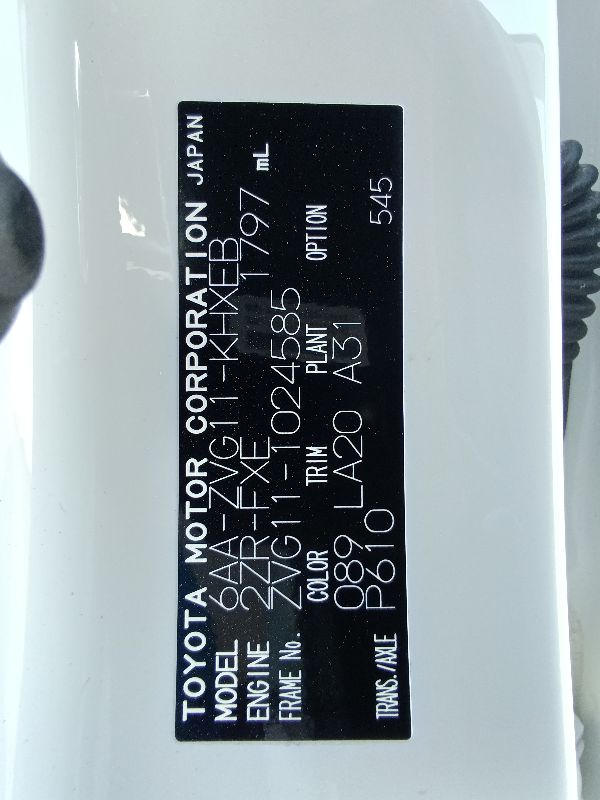 TOYOTA MOTOR CORPORATION JAPAN
MODEL 6AA-ZVG11-KHXEB
ENGINE 2ZR-FXE 1797 mL
FRAME No. ZVG11-1024585
COLOR TRIM PLANT OPTION
089 LA20 A31
TRANS./AXLE P610 545